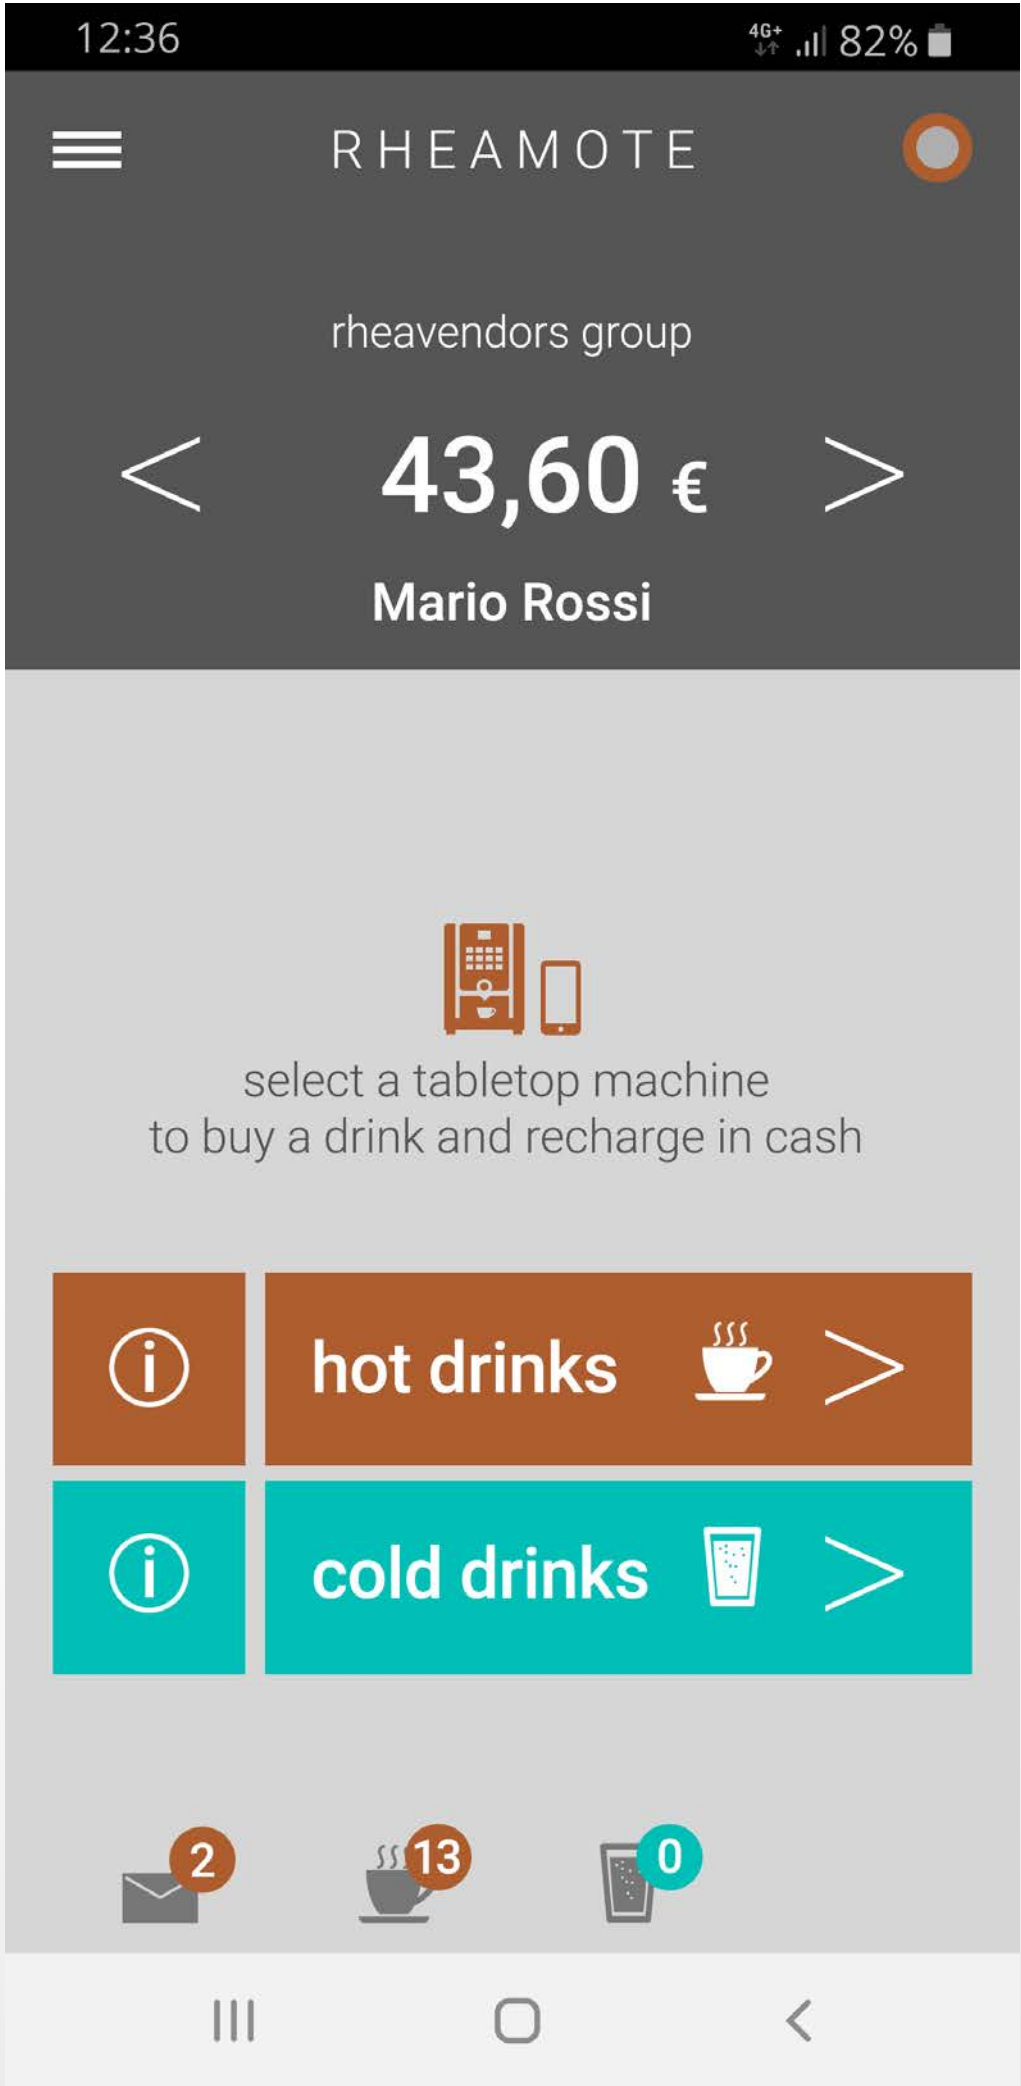 12:36
4G+ 82%
RHEAMOTE
rheavendors group
< 43,60 € >
Mario Rossi
select a tabletop machine
to buy a drink and recharge in cash
i hot drinks >
i cold drinks >
2 13 0